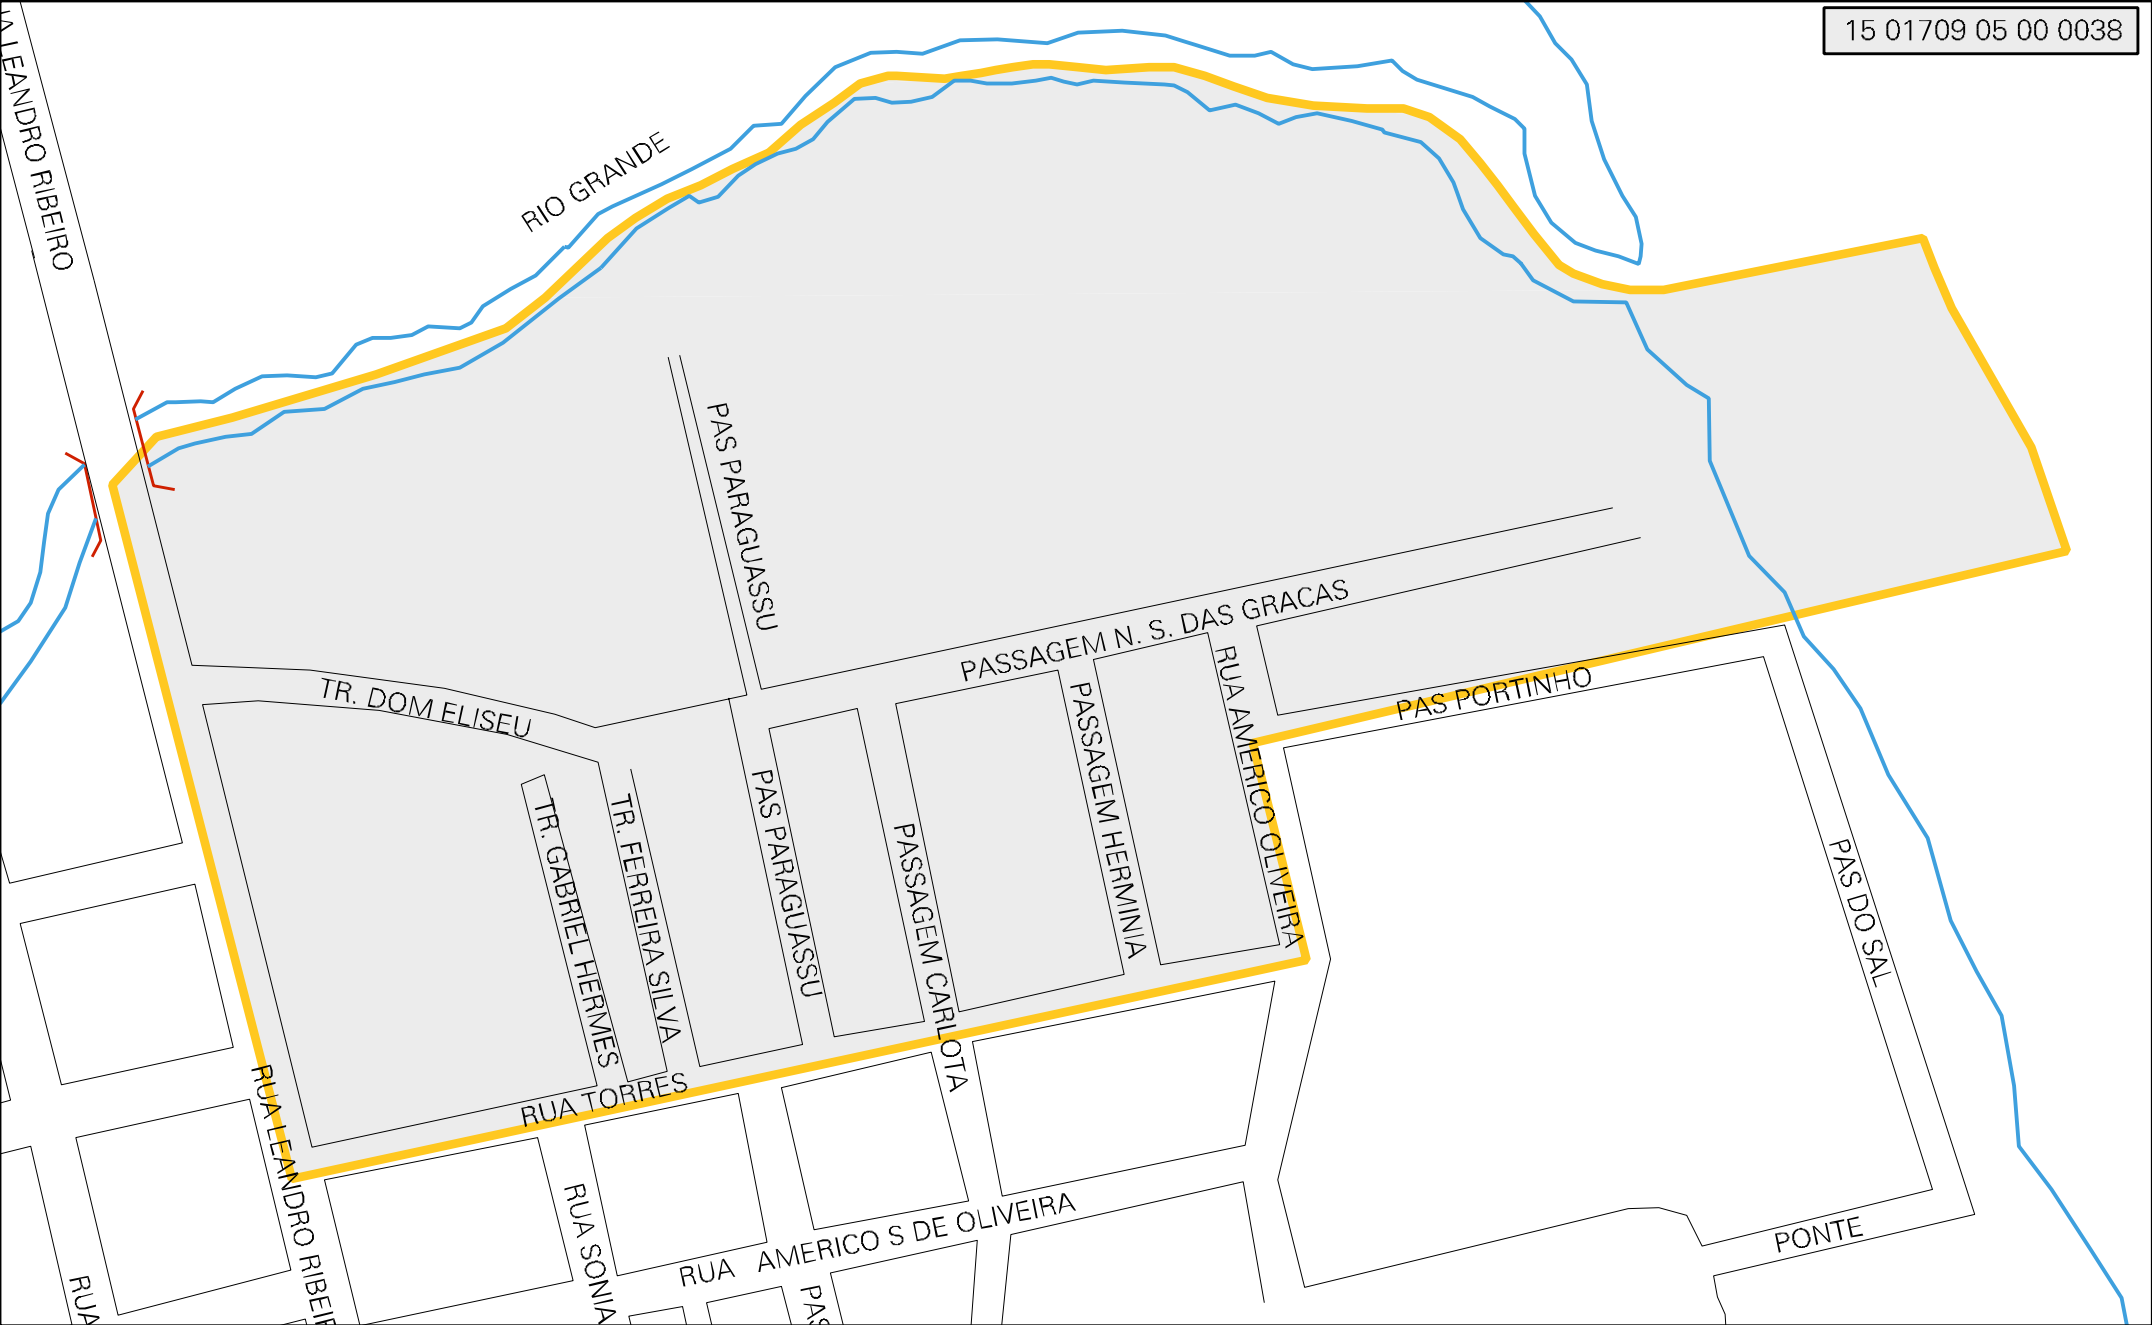 15 01709 05 00 0038
LEANDRO RIBEIRO
RIO GRANDE
PAS PARAGUASSU
PASSAGEM N. S. DAS GRACAS
TR. DOM ELISEU
PAS PORTINHO
RUA AMERICO OLIVEIRA
PASSAGEM HERMINIA
PAS PARAGUASSU
TR. GABRIEL HERMES
TR. FERREIRA SILVA
PASSAGEM CARLOTA
PAS DO SAL
RUA TORRES
RUA LEANDRO RIBEIR
RUA SONIA
RUA AMERICO S DE OLIVEIRA
PONTE
RUA
PAS